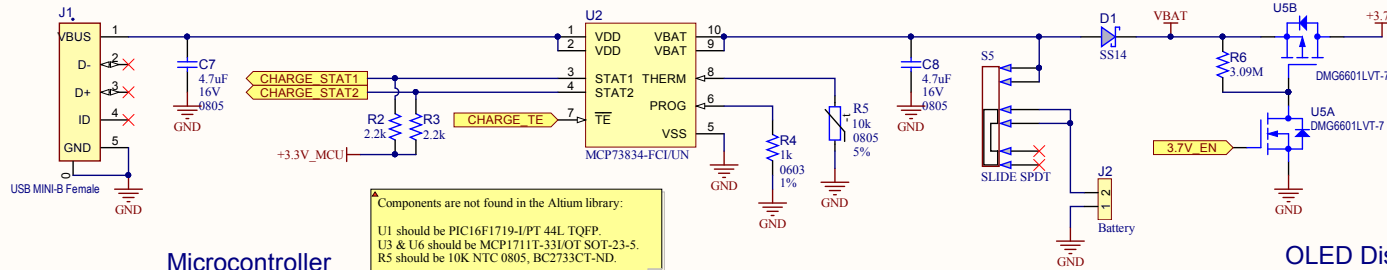 J1
VBUS
1
D-
2
D+
3
ID
4
GND
5
0
USB MINI-B Female
GND
C7
4.7uF
16V
0805
GND
CHARGE_STAT1
CHARGE_STAT2
R2
2.2k
R3
2.2k
+3.3V_MCU
CHARGE_TE
U2
1
VDD
2
VDD
3
STAT1
4
STAT2
7
TE
VBAT
10
VBAT
9
THERM
8
PROG
6
VSS
5
MCP73834-FCI/UN
GND
R4
1k
0603
1%
GND
R5
10k
0805
5%
GND
C8
4.7uF
16V
0805
GND
S5
SLIDE SPDT
GND
J2
1 2
Battery
D1
SS14
VBAT
R6
3.09M
U5B
DMG6601LVT-7
+3.7
U5A
DMG6601LVT-7
3.7V_EN
GND
Components are not found in the Altium library:
U1 should be PIC16F1719-I/PT 44L TQFP.
U3 & U6 should be MCP1711T-33I/OT SOT-23-5.
R5 should be 10K NTC 0805, BC2733CT-ND.
Microcontroller
OLED Dis